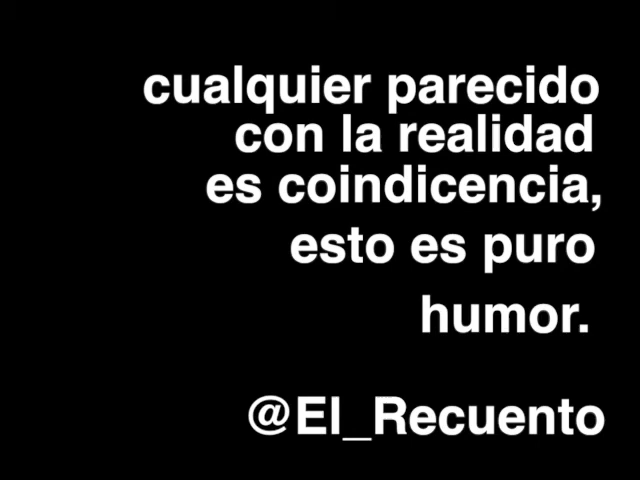 cualquier parecido
con la realidad
es coindicencia,
esto es puro
humor.
@El_Recuento